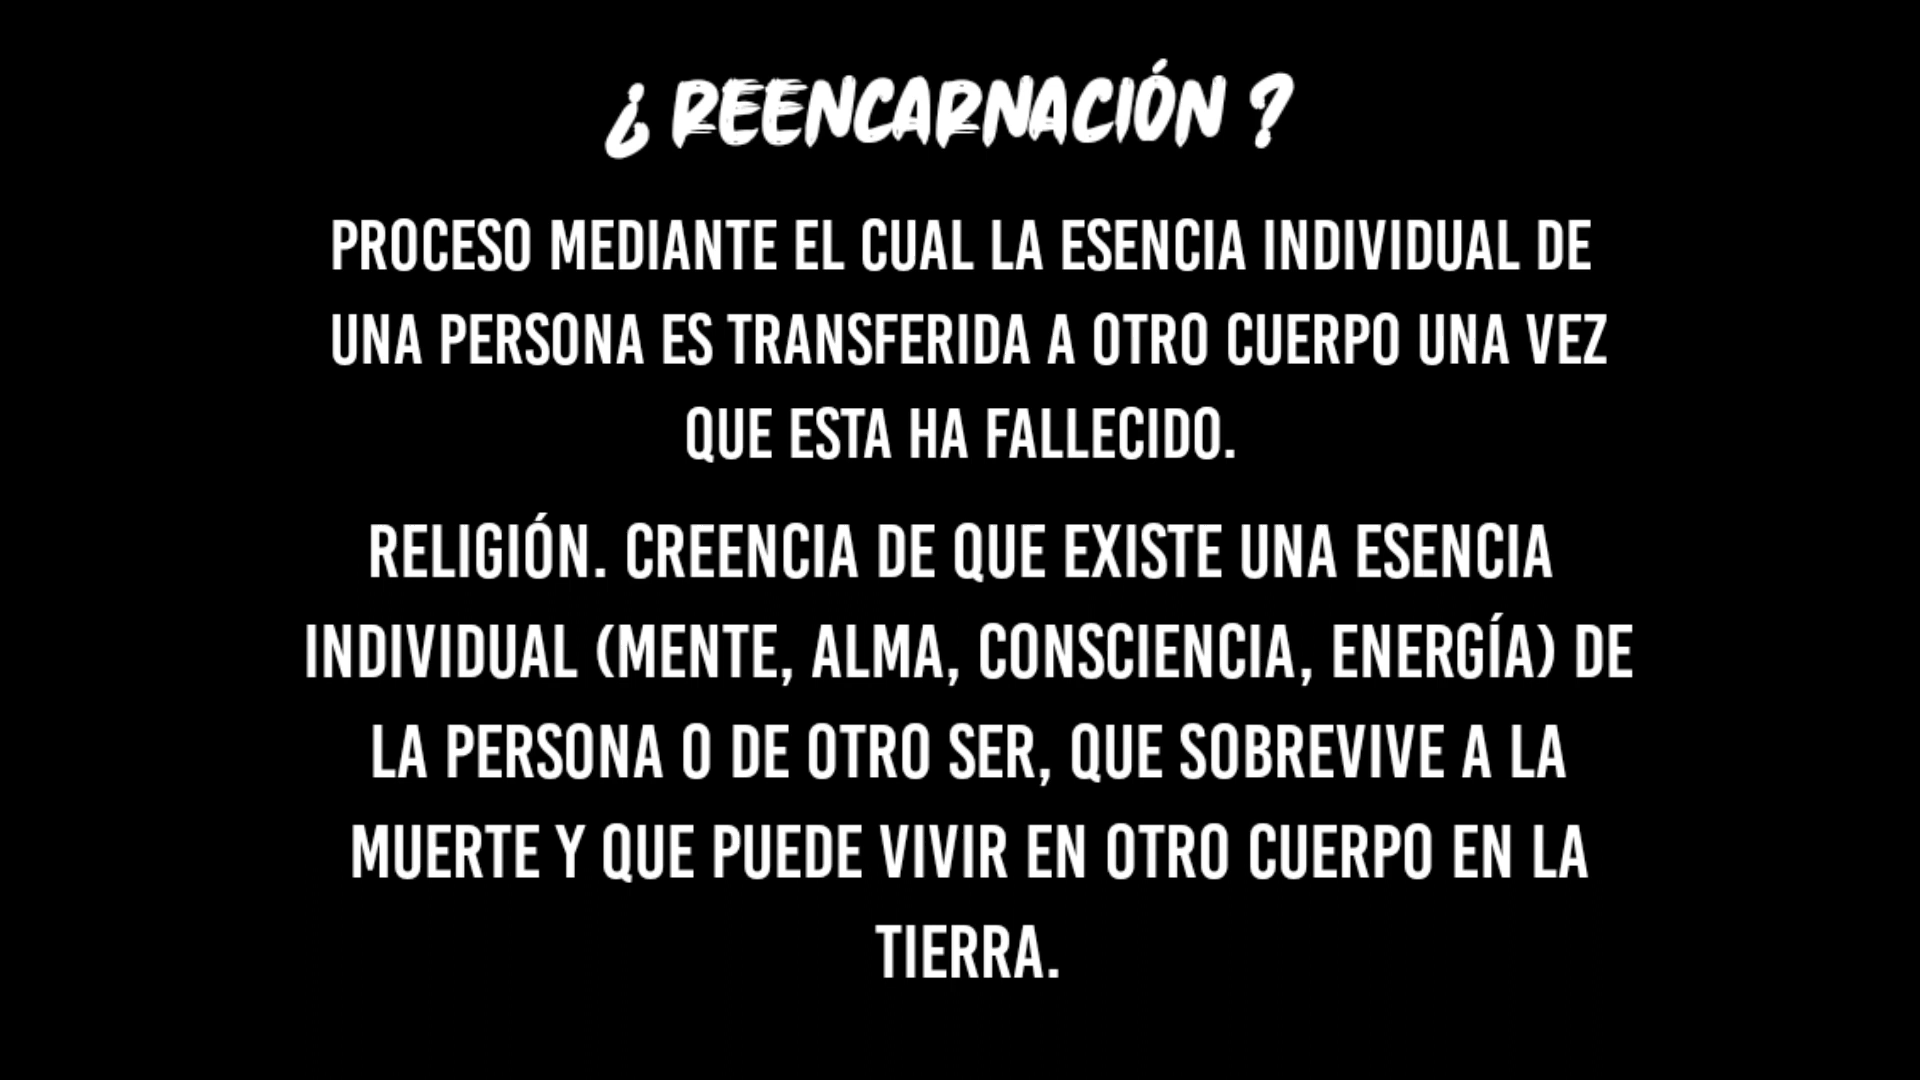 ¿ REENCARNACIÓN ?
PROCESO MEDIANTE EL CUAL LA ESENCIA INDIVIDUAL DE
UNA PERSONA ES TRANSFERIDA A OTRO CUERPO UNA VEZ
QUE ESTA HA FALLECIDO.
RELIGIÓN. CREENCIA DE QUE EXISTE UNA ESENCIA
INDIVIDUAL (MENTE, ALMA, CONSCIENCIA, ENERGÍA) DE
LA PERSONA O DE OTRO SER, QUE SOBREVIVE A LA
MUERTE Y QUE PUEDE VIVIR EN OTRO CUERPO EN LA
TIERRA.